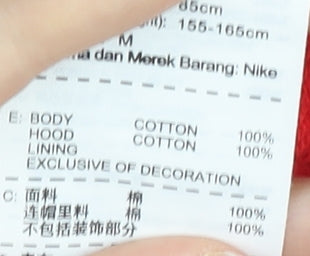 85cm
155-165cm
M
dan Merek Barang: Nike
E: BODY COTTON 100%
HOOD COTTON 100%
LINING
EXCLUSIVE OF DECORATION
C: 面料 棉 100%
连帽里料 棉 100%
不包括装饰部分